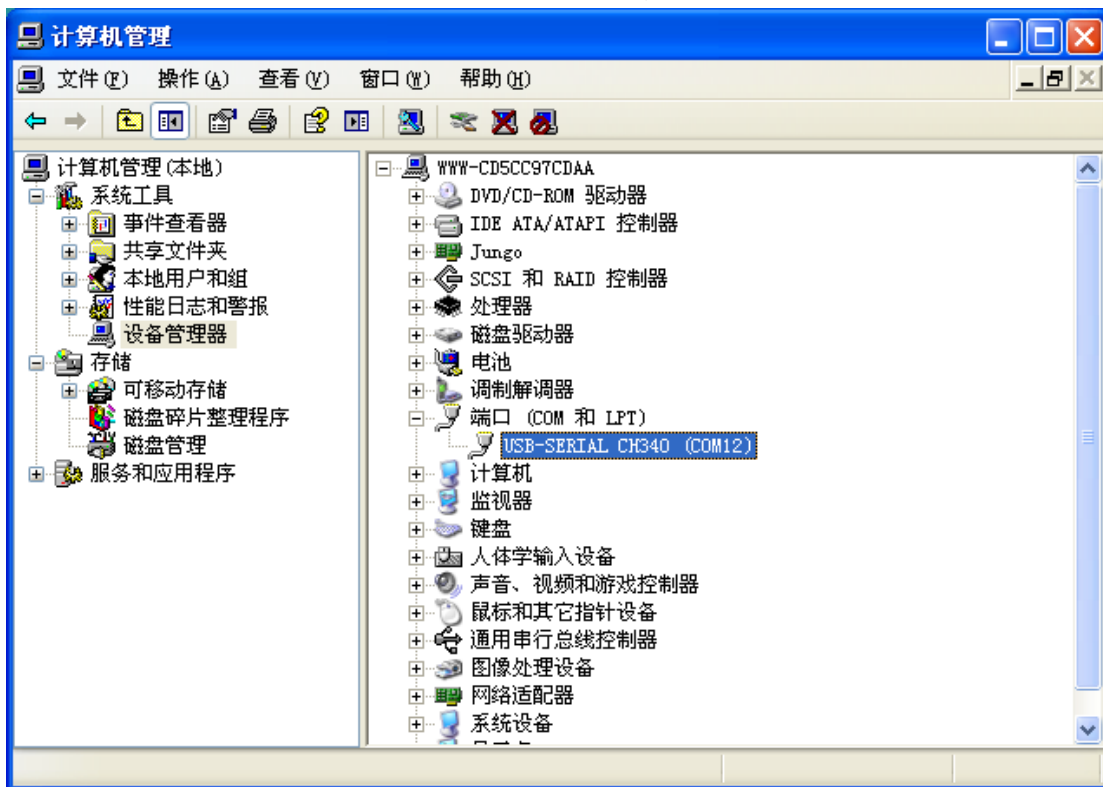 计算机管理
文件(F) 操作(A) 查看(V) 窗口(W) 帮助(H)
计算机管理(本地)
系统工具
事件查看器
共享文件夹
本地用户和组
性能日志和警报
设备管理器
存储
可移动存储
磁盘碎片整理程序
磁盘管理
服务和应用程序
WWW-CD5CC97CDAA
DVD/CD-ROM 驱动器
IDE ATA/ATAPI 控制器
Jungo
SCSI 和 RAID 控制器
处理器
磁盘驱动器
电池
调制解调器
端口 (COM 和 LPT)
USB-SERIAL CH340 (COM12)
计算机
监视器
键盘
人体学输入设备
声音、视频和游戏控制器
鼠标和其它指针设备
通用串行总线控制器
图像处理设备
网络适配器
系统设备